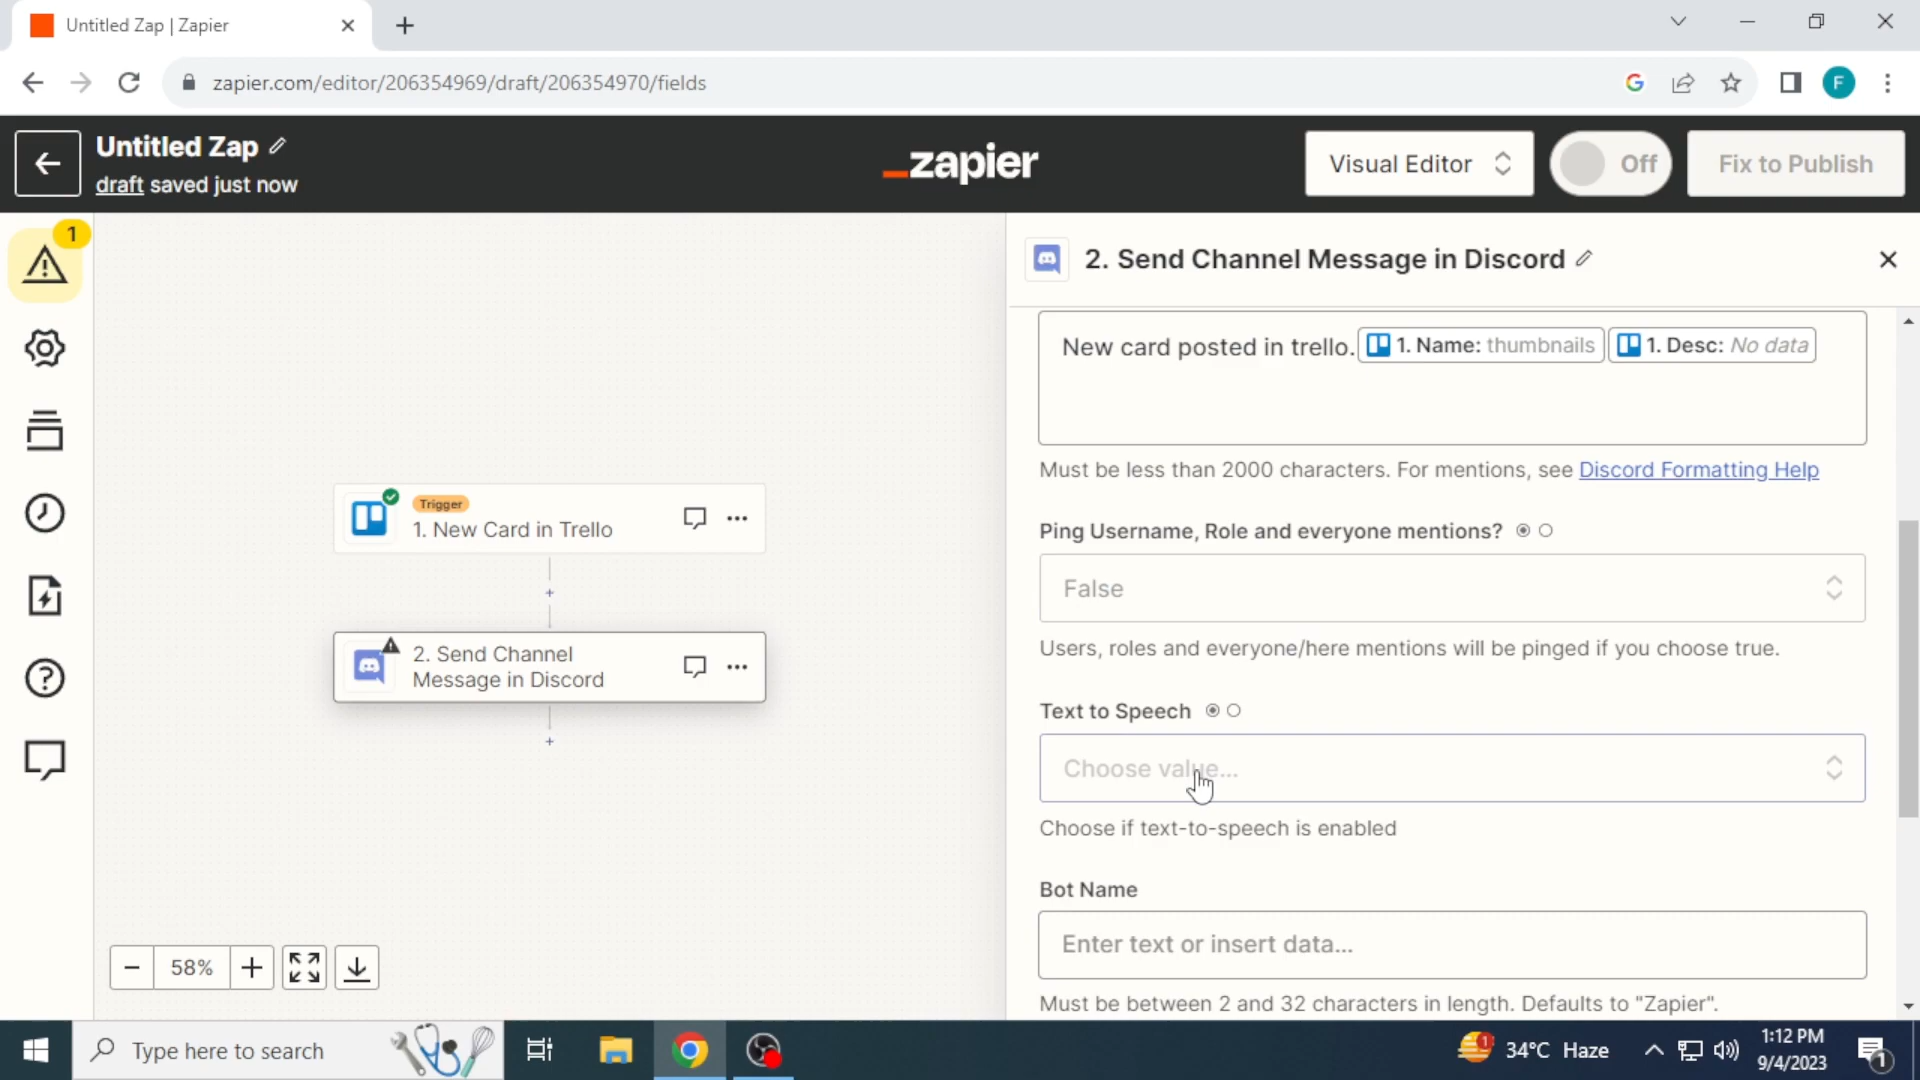 Untitled Zap | Zapier
zapier.com/editor/206354969/draft/206354970/fields
F
Untitled Zap
draft saved just now
_zapier
Visual Editor
Off
Fix to Publish
1
2. Send Channel Message in Discord
New card posted in trello. 1. Name: thumbnails 1. Desc: No data
Must be less than 2000 characters. For mentions, see Discord Formatting Help
Ping Username, Role and everyone mentions?
False
Users, roles and everyone/here mentions will be pinged if you choose true.
Text to Speech
Choose value...
Choose if text-to-speech is enabled
Bot Name
Enter text or insert data...
Must be between 2 and 32 characters in length. Defaults to "Zapier".
Trigger
1. New Card in Trello
2. Send Channel
Message in Discord
58%
Type here to search
1
34°C Haze
1:12 PM
9/4/2023
1